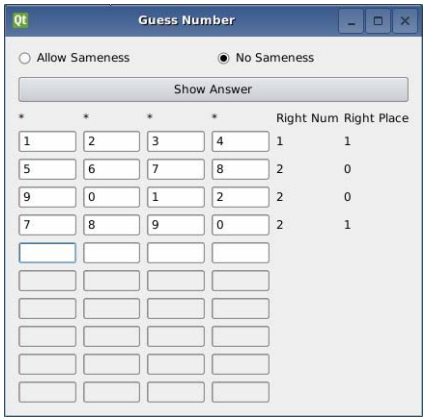 Qt Guess Number
Allow Sameness No Sameness
Show Answer
* * * * Right Num Right Place
1 2 3 4 1 1
5 6 7 8 2 0
9 0 1 2 2 0
7 8 9 0 2 1